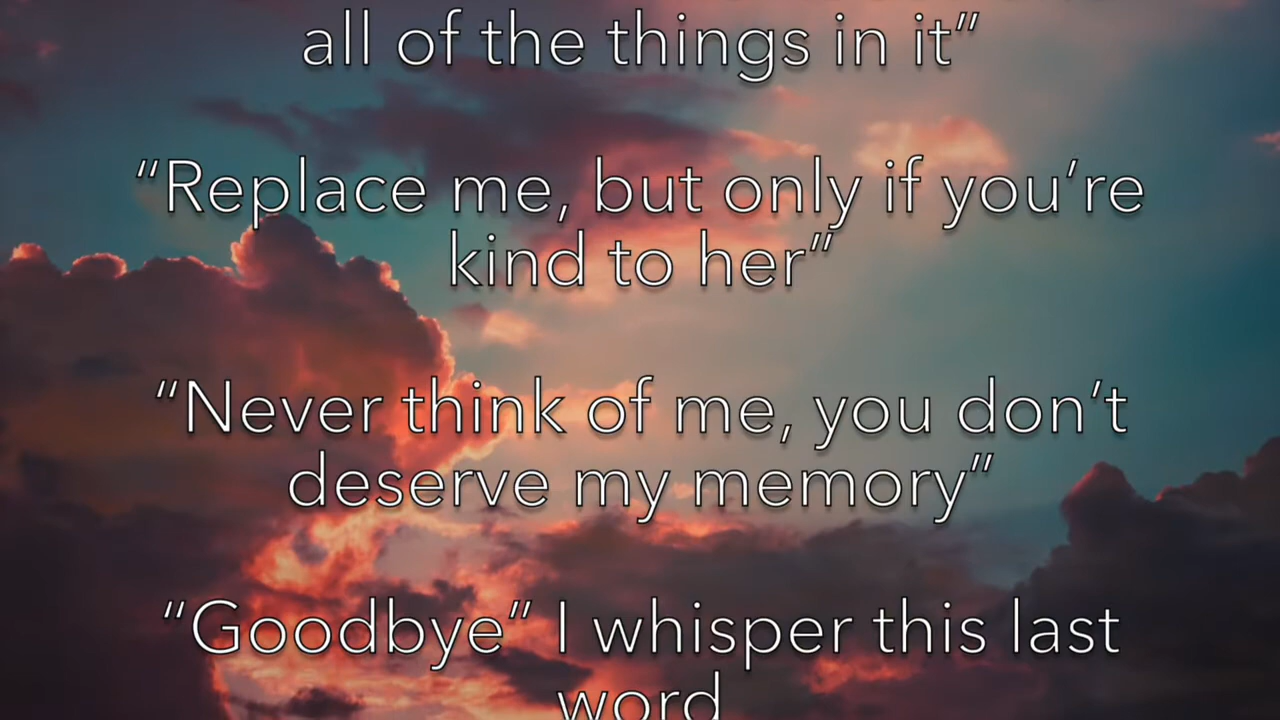 all of the things in it”
“Replace me, but only if you’re
kind to her”
“Never think of me, you don’t
deserve my memory”
“Goodbye” I whisper this last
word